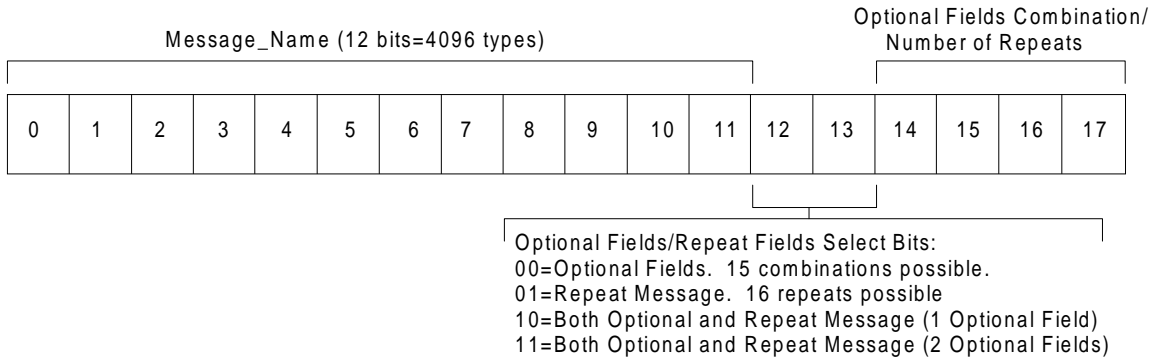 Optional Fields Combination/
Number of Repeats
Message_Name (12 bits=4096 types)
0 1 2 3 4 5 6 7 8 9 10 11 12 13 14 15 16 17
Optional Fields/Repeat Fields Select Bits:
00=Optional Fields. 15 combinations possible.
01=Repeat Message. 16 repeats possible
10=Both Optional and Repeat Message (1 Optional Field)
11=Both Optional and Repeat Message (2 Optional Fields)